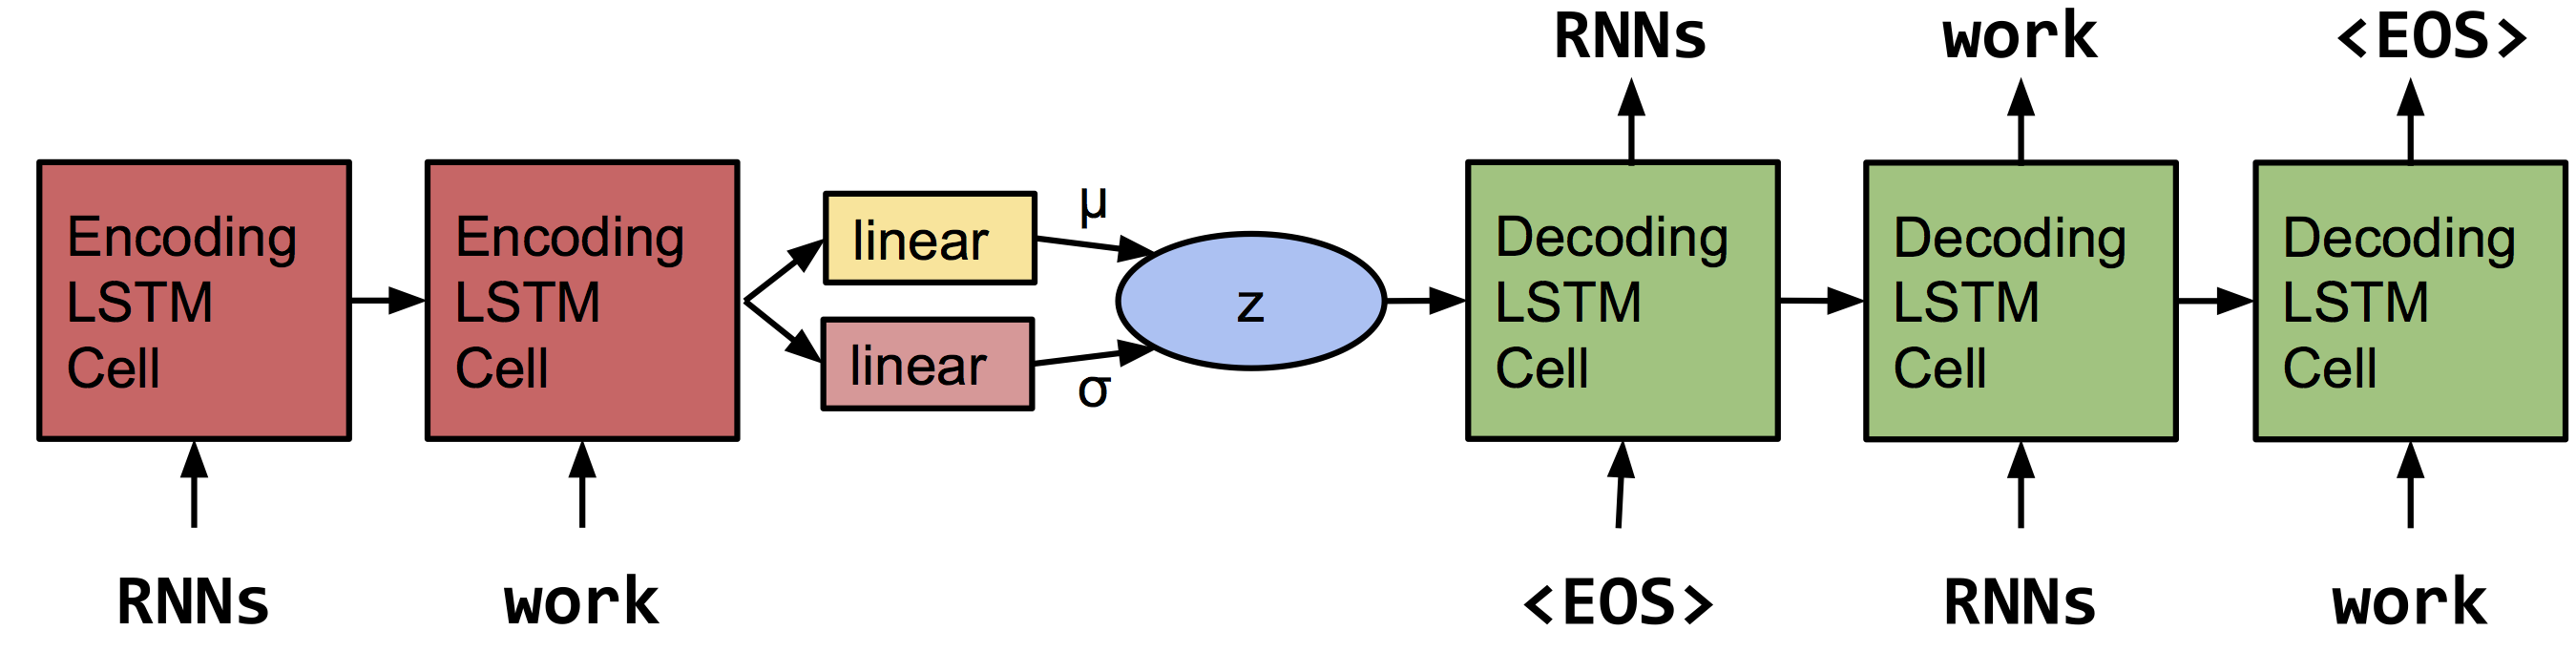 RNNs work <EOS>
Encoding
LSTM
Cell
Encoding
LSTM
Cell
linear
linear
μ
σ
z
Decoding
LSTM
Cell
Decoding
LSTM
Cell
Decoding
LSTM
Cell
RNNs work <EOS> RNNs work